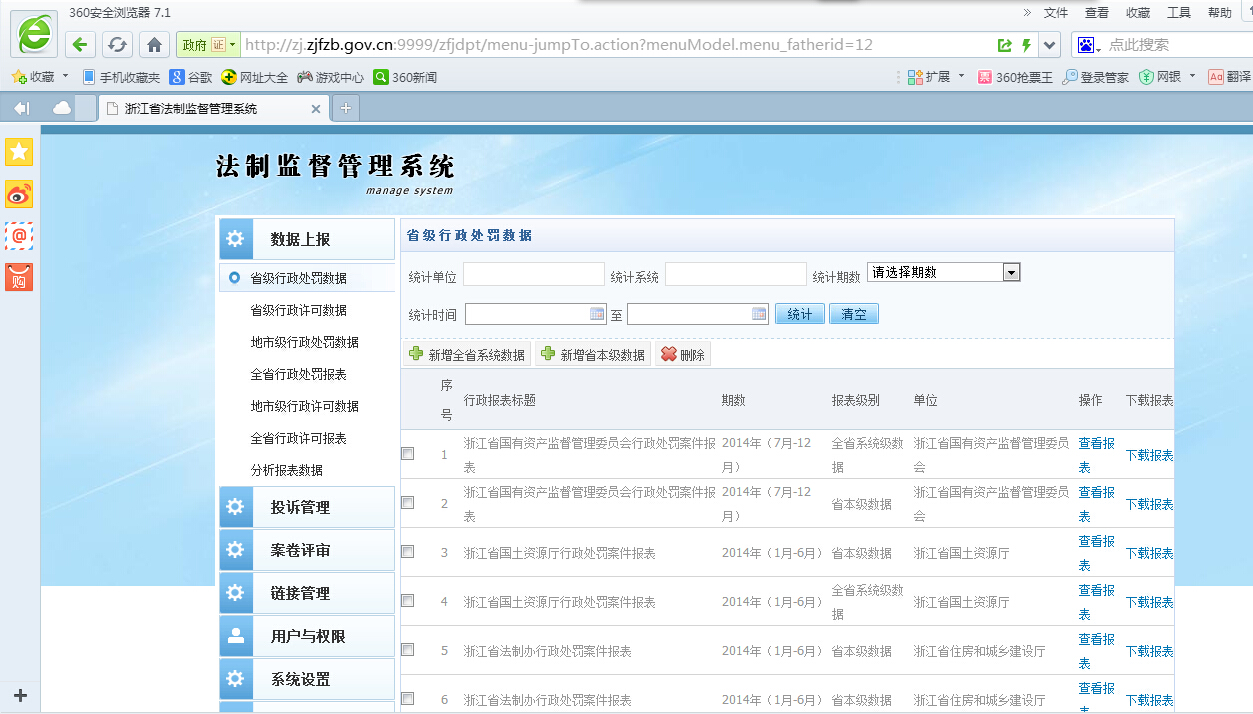 360安全浏览器 7.1
» 文件 查看 收藏 工具 帮助
政府 证 http://zj.zjfzb.gov.cn:9999/zfjdpt/menu-jumpTo.action?menuModel.menu_fatherid=12 点此搜索
收藏 手机收藏夹 8 谷歌 网址大全 游戏中心 360新闻 扩展 票 360抢票王 登录管家 网银 Aa 翻译
浙江省法制监督管理系统
法制监督管理系统
manage system
@
购
数据上报
省级行政处罚数据
省级行政许可数据
地市级行政处罚数据
全省行政处罚报表
地市级行政许可数据
全省行政许可报表
分析报表数据
投诉管理
案卷评审
链接管理
用户与权限
系统设置
省级行政处罚数据
统计单位 统计系统 统计期数 请选择期数
统计时间 至 统计 清空
新增全省系统数据 新增省本级数据 删除
序号 行政报表标题 期数 报表级别 单位 操作 下载报表
1 浙江省国有资产监督管理委员会行政处罚案件报表 2014年（7月-12月） 全省系统级数据 浙江省国有资产监督管理委员会 查看报表 下载报表
2 浙江省国有资产监督管理委员会行政处罚案件报表 2014年（7月-12月） 省本级数据 浙江省国有资产监督管理委员会 查看报表 下载报表
3 浙江省国土资源厅行政处罚案件报表 2014年（1月-6月） 省本级数据 浙江省国土资源厅 查看报表 下载报表
4 浙江省国土资源厅行政处罚案件报表 2014年（1月-6月） 全省系统级数据 浙江省国土资源厅 查看报表 下载报表
5 浙江省法制办行政处罚案件报表 2014年（1月-6月） 省本级数据 浙江省住房和城乡建设厅 查看报表 下载报表
6 浙江省法制办行政处罚案件报表 2014年（1月-6月） 省本级数据 浙江省住房和城乡建设厅 查看报 下载报表